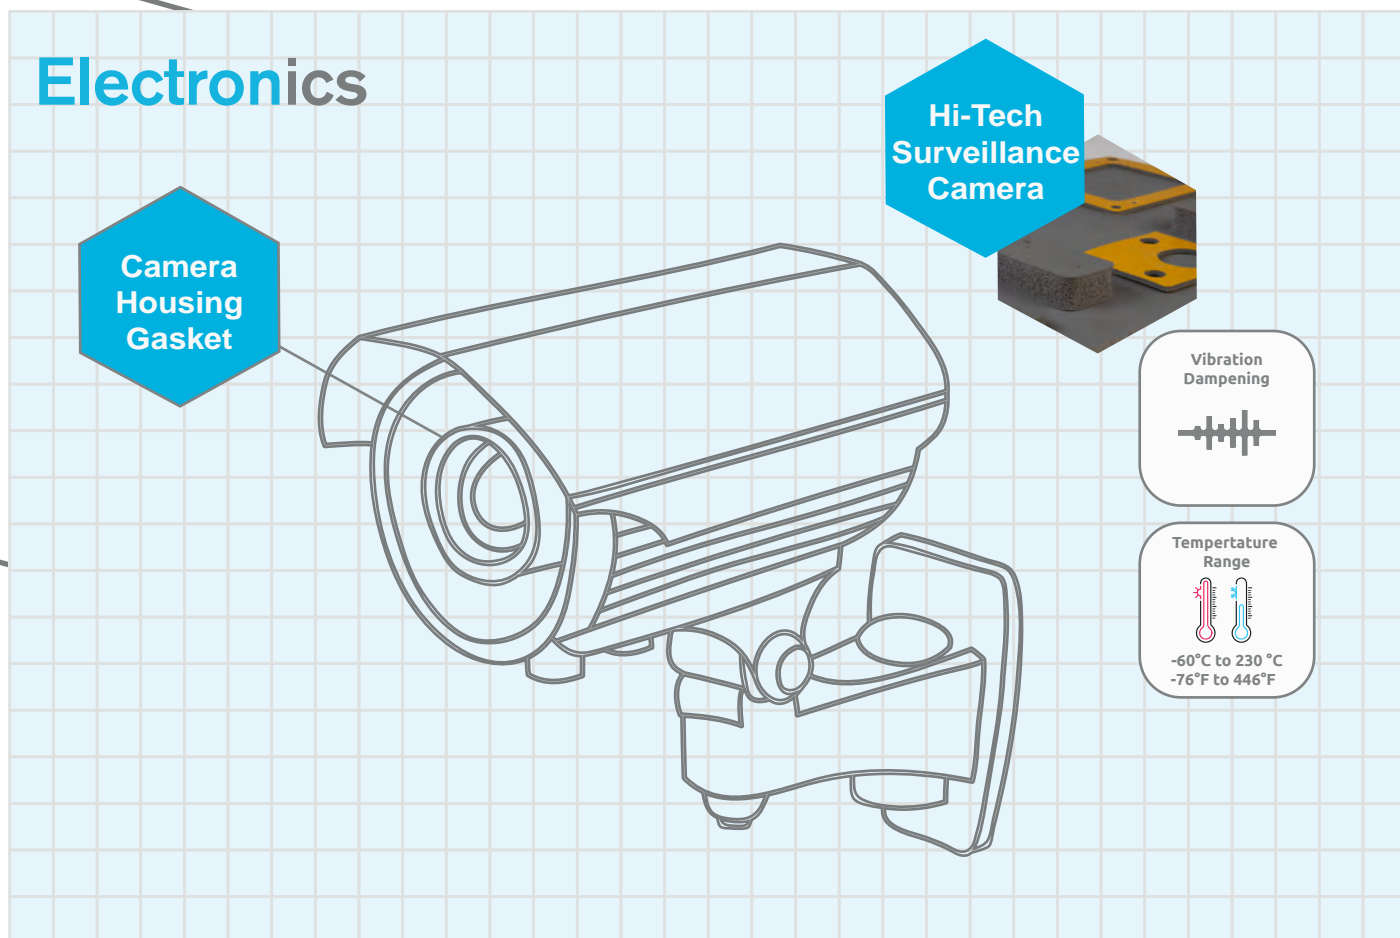 Electronics
Hi-Tech
Surveillance
Camera
Camera
Housing
Gasket
Vibration
Dampening
Tempertature
Range
-60°C to 230 °C
-76°F to 446°F